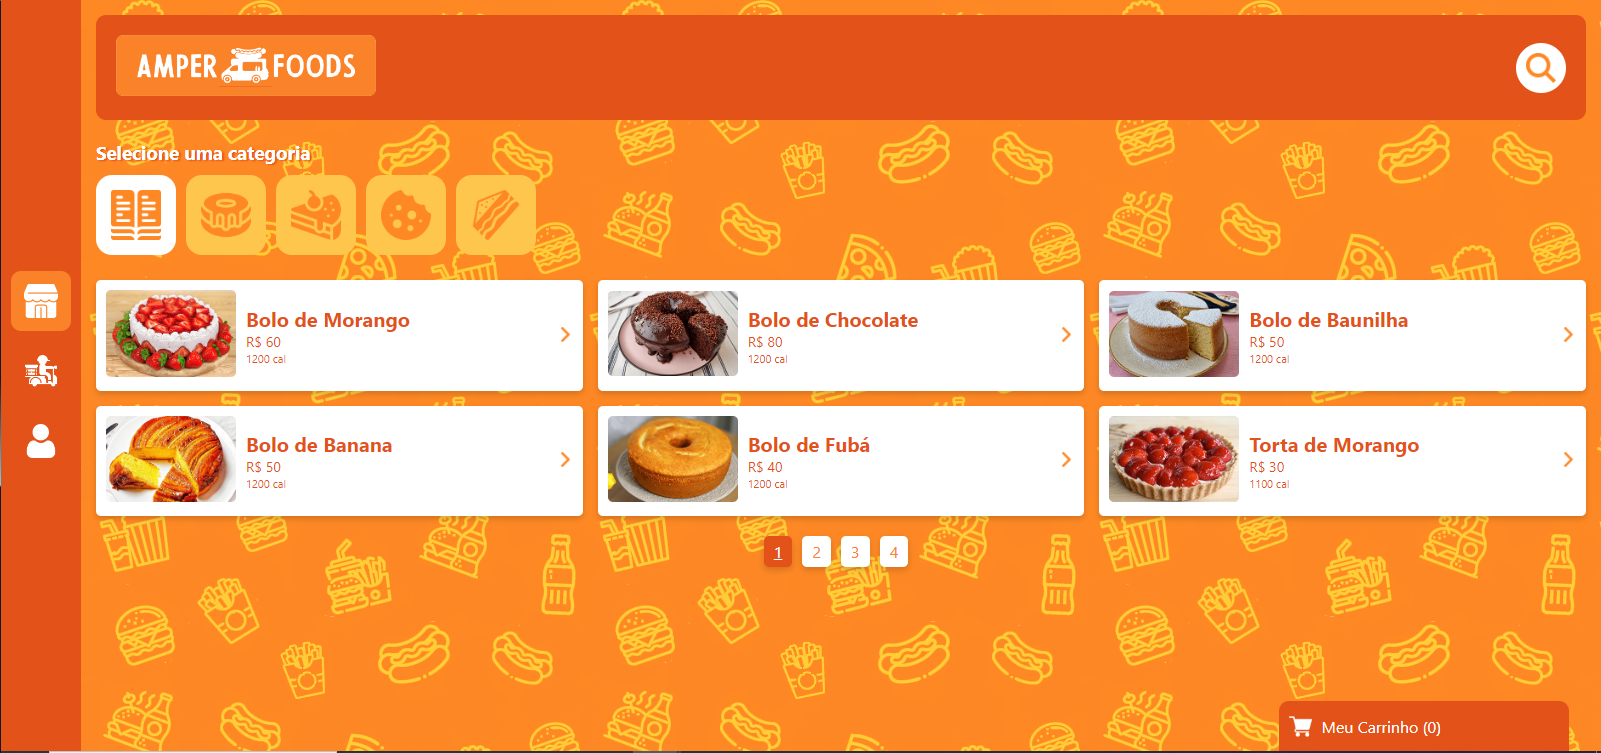 AMPER FOODS
Selecione uma categoria
Bolo de Morango
R$ 60
1200 cal
Bolo de Chocolate
R$ 80
1200 cal
Bolo de Baunilha
R$ 50
1200 cal
Bolo de Banana
R$ 50
1200 cal
Bolo de Fubá
R$ 40
1200 cal
Torta de Morango
R$ 30
1100 cal
1 2 3 4
Meu Carrinho (0)